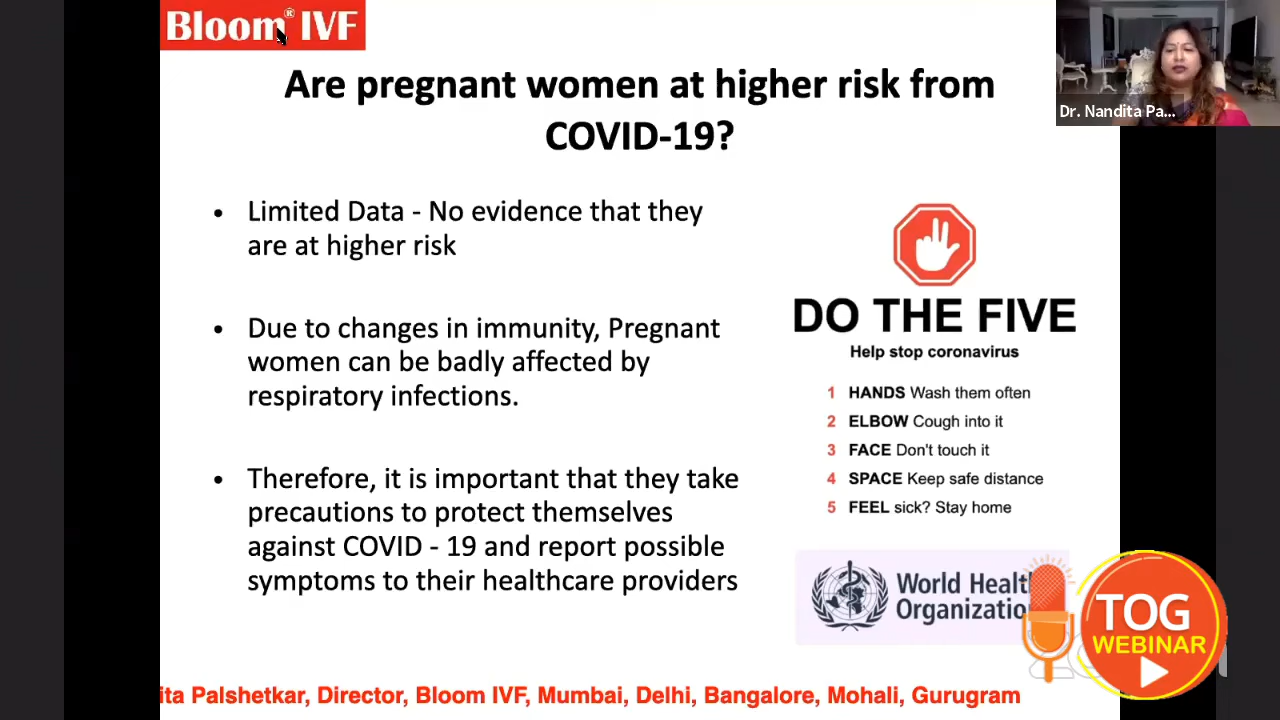 Bloom® IVF
Are pregnant women at higher risk from
COVID-19?
Dr. Nandita Pa...
• Limited Data - No evidence that they
are at higher risk
• Due to changes in immunity, Pregnant
women can be badly affected by
respiratory infections.
• Therefore, it is important that they take
precautions to protect themselves
against COVID - 19 and report possible
symptoms to their healthcare providers
DO THE FIVE
Help stop coronavirus
1 HANDS Wash them often
2 ELBOW Cough into it
3 FACE Don't touch it
4 SPACE Keep safe distance
5 FEEL sick? Stay home
World Healt
Organizatio
TOG
WEBINAR
ita Palshetkar, Director, Bloom IVF, Mumbai, Delhi, Bangalore, Mohali, Gurugram